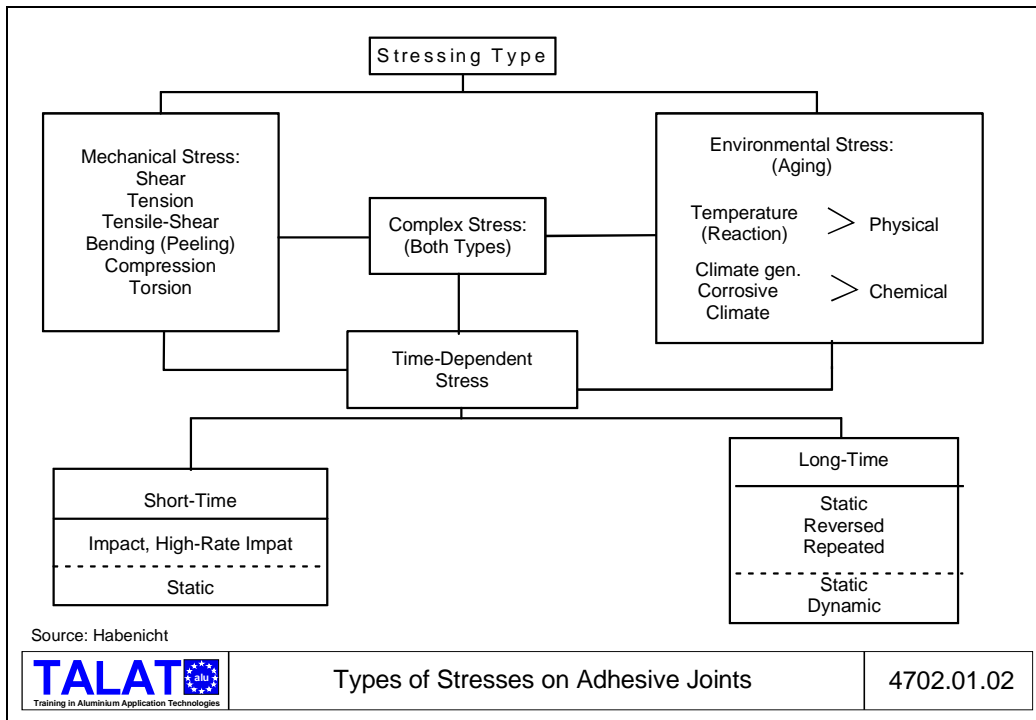 Stressing Type
Mechanical Stress:
Shear
Tension
Tensile-Shear
Bending (Peeling)
Compression
Torsion
Complex Stress:
(Both Types)
Environmental Stress:
(Aging)
Temperature
(Reaction)
Physical
Climate gen.
Corrosive
Climate
Chemical
Time-Dependent
Stress
Short-Time
Impact, High-Rate Impat
Static
Long-Time
Static
Reversed
Repeated
Static
Dynamic
Source: Habenicht
TALAT
alu
Training in Aluminium Application Technologies
Types of Stresses on Adhesive Joints
4702.01.02